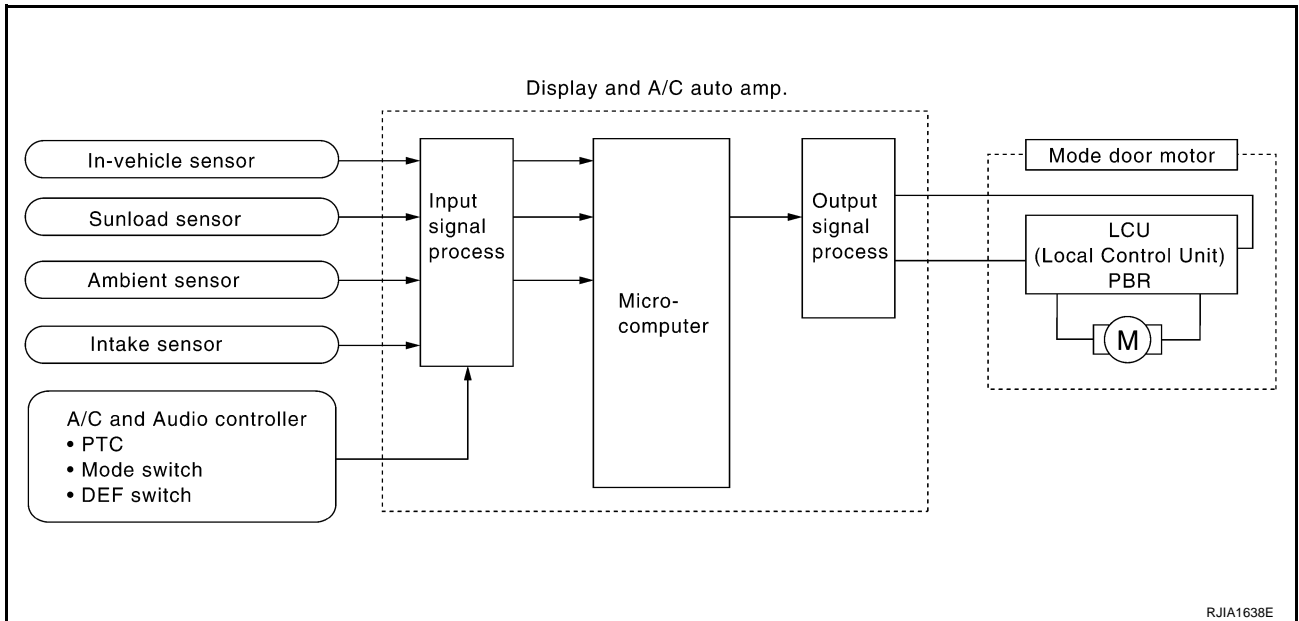 Display and A/C auto amp.
In-vehicle sensor
Sunload sensor
Ambient sensor
Intake sensor
A/C and Audio controller
• PTC
• Mode switch
• DEF switch
Input
signal
process
Micro-
computer
Output
signal
process
Mode door motor
LCU
(Local Control Unit)
PBR
M
RJIA1638E